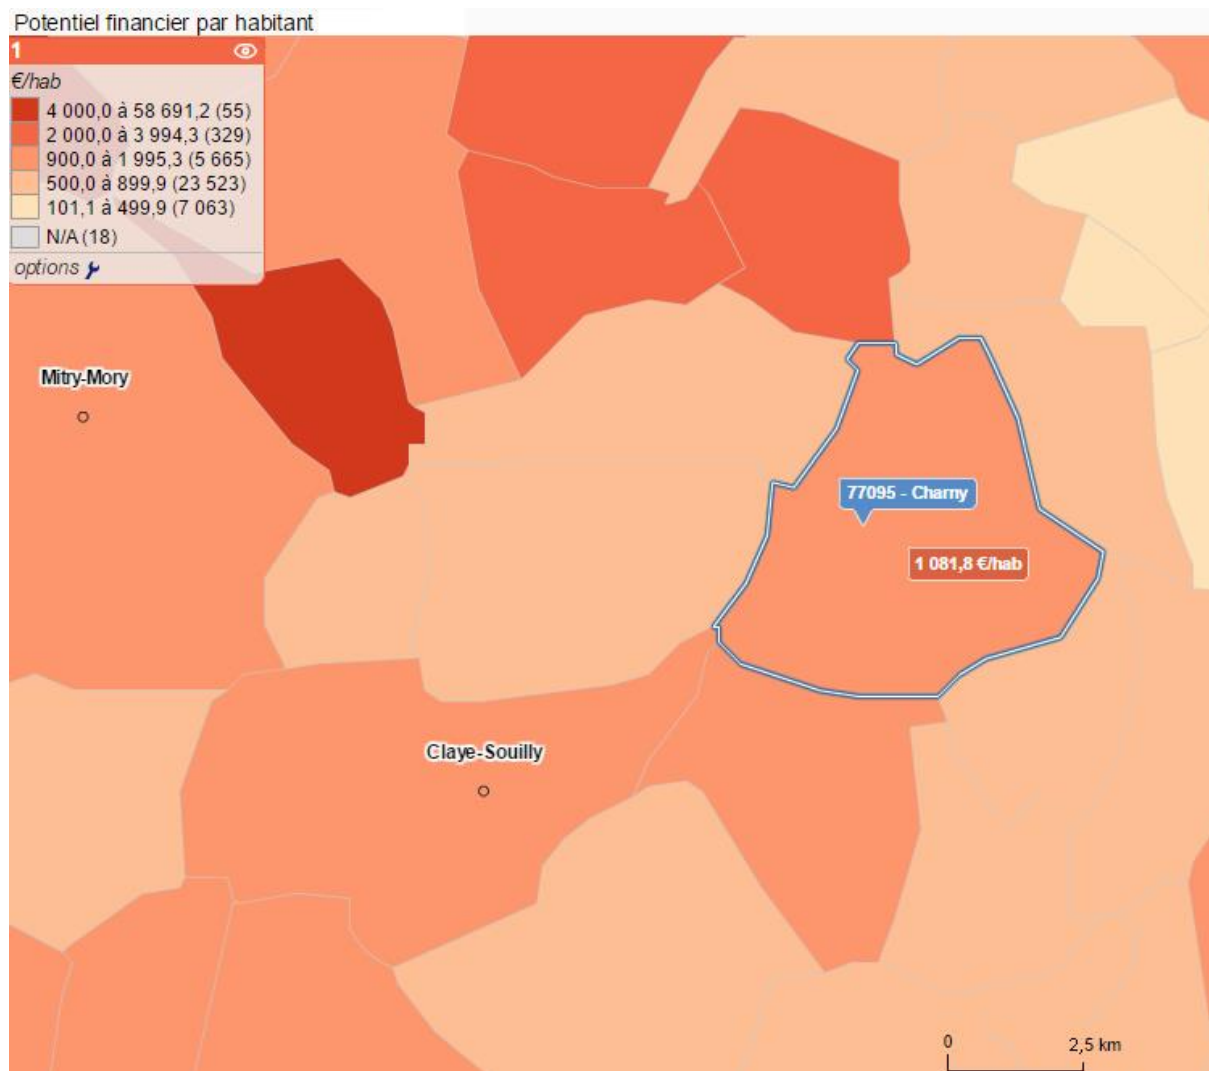 Potentiel financier par habitant
1
€/hab
4 000,0 à 58 691,2 (55)
2 000,0 à 3 994,3 (329)
900,0 à 1 995,3 (5 665)
500,0 à 899,9 (23 523)
101,1 à 499,9 (7 063)
N/A (18)
options
Mitry-Mory
77095 - Charny
1 081,8 €/hab
Claye-Souilly
0
2,5 km